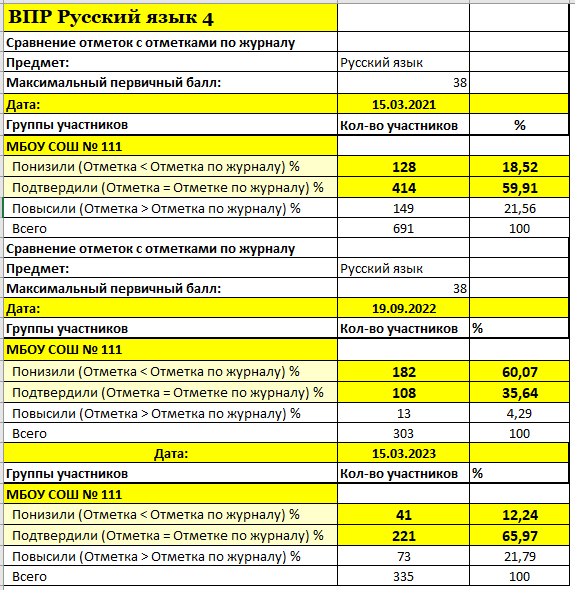 ВПР Русский язык 4
Сравнение отметок с отметками по журналу
Предмет: Русский язык
Максимальный первичный балл: 38
Дата: 15.03.2021
Группы участников Кол-во участников %
МБОУ СОШ № 111
Понизили (Отметка < Отметка по журналу) % 128 18,52
Подтвердили (Отметка = Отметке по журналу) % 414 59,91
Повысили (Отметка > Отметка по журналу) % 149 21,56
Всего 691 100
Сравнение отметок с отметками по журналу
Предмет: Русский язык
Максимальный первичный балл: 38
Дата: 19.09.2022
Группы участников Кол-во участников %
МБОУ СОШ № 111
Понизили (Отметка < Отметка по журналу) % 182 60,07
Подтвердили (Отметка = Отметке по журналу) % 108 35,64
Повысили (Отметка > Отметка по журналу) % 13 4,29
Всего 303 100
Дата: 15.03.2023
Группы участников Кол-во участников %
МБОУ СОШ № 111
Понизили (Отметка < Отметка по журналу) % 41 12,24
Подтвердили (Отметка = Отметке по журналу) % 221 65,97
Повысили (Отметка > Отметка по журналу) % 73 21,79
Всего 335 100